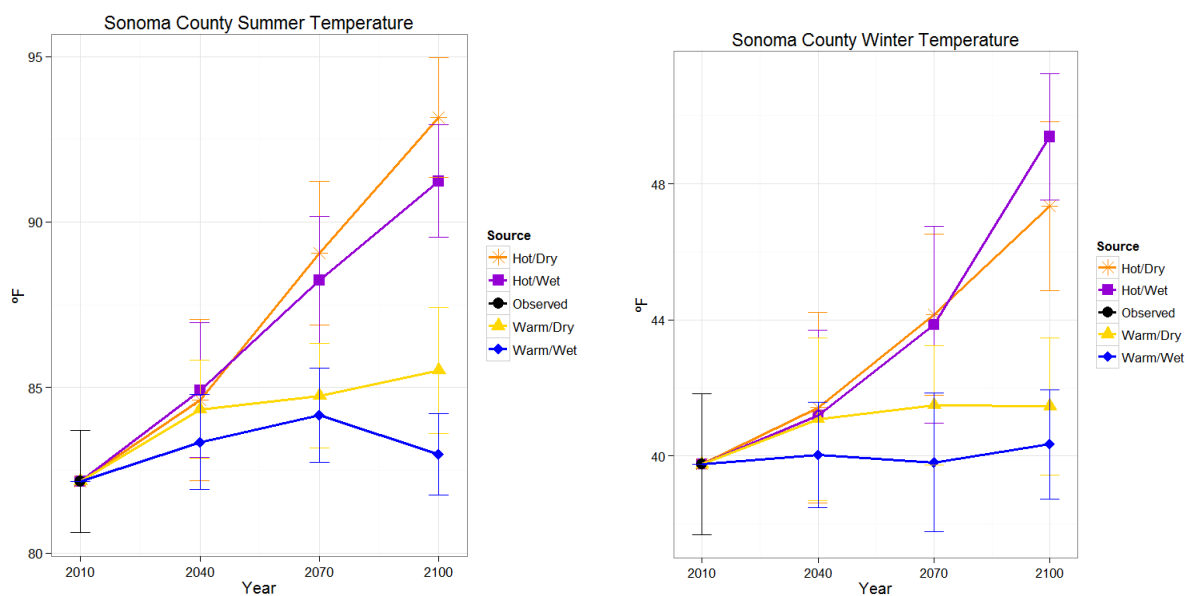 Sonoma County Summer Temperature
95
90
85
80
ºF
2010 2040 2070 2100
Year
Source
Hot/Dry
Hot/Wet
Observed
Warm/Dry
Warm/Wet
Sonoma County Winter Temperature
48
44
40
ºF
2010 2040 2070 2100
Year
Source
Hot/Dry
Hot/Wet
Observed
Warm/Dry
Warm/Wet